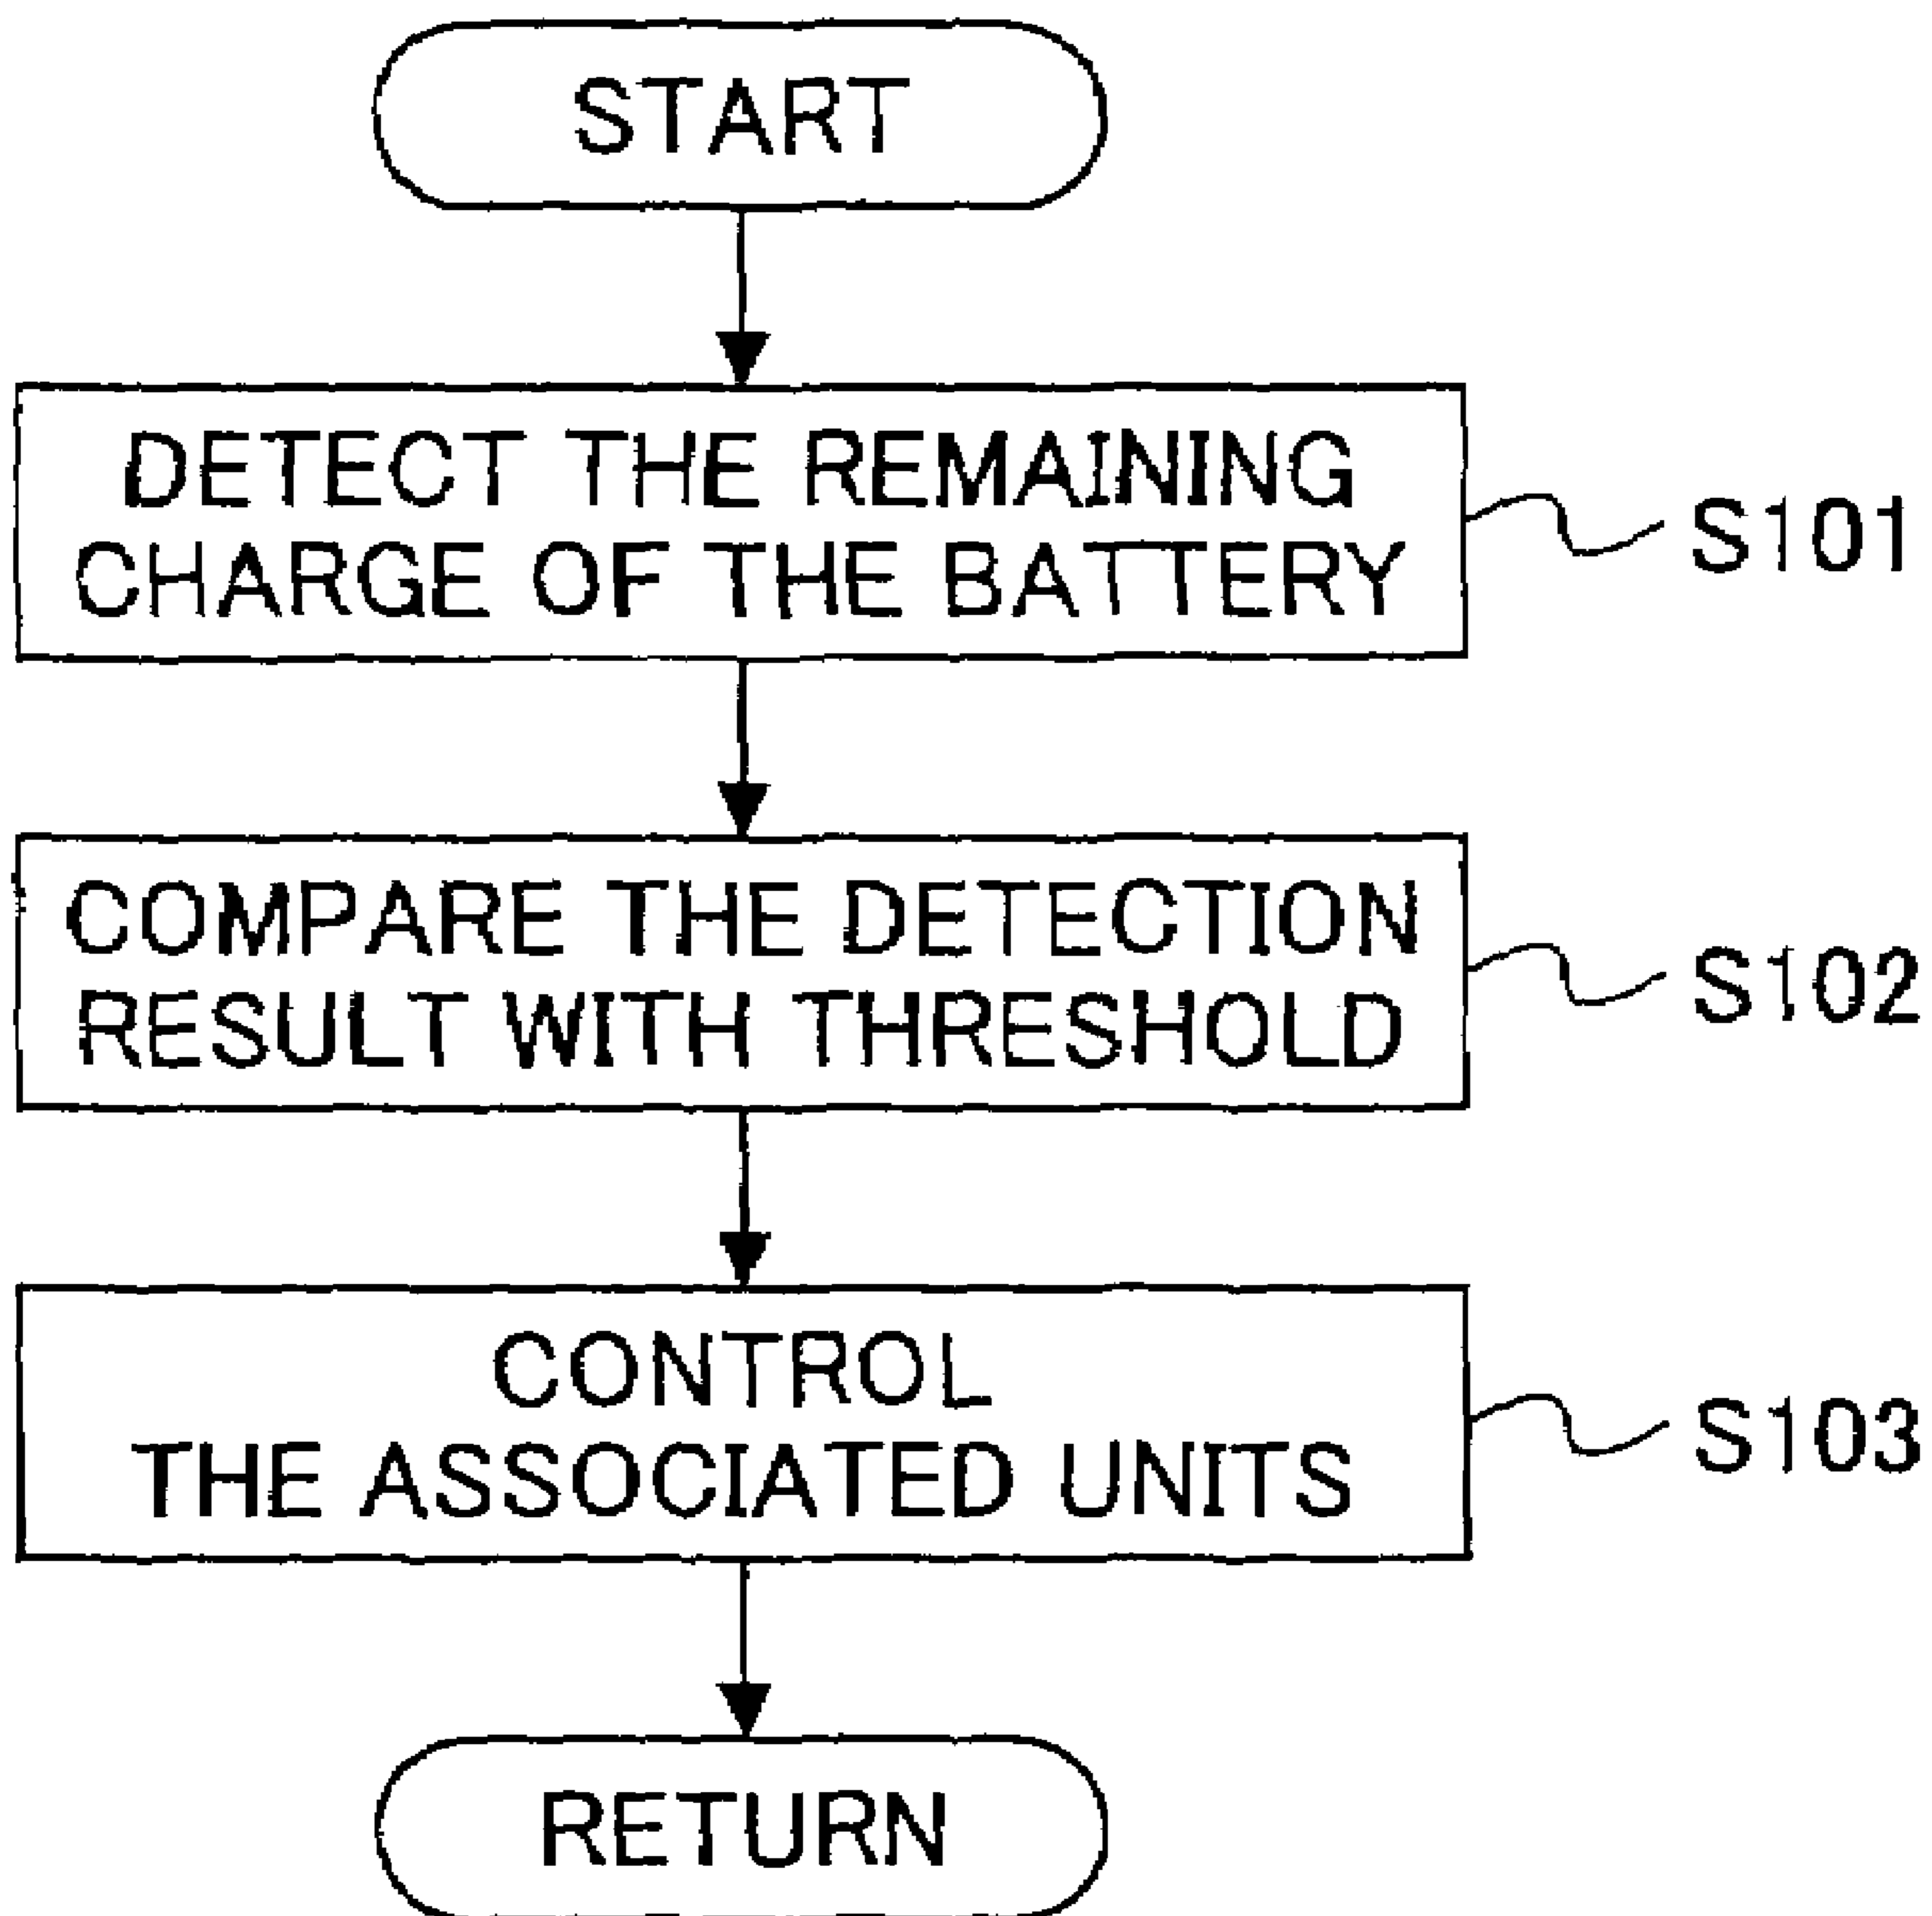 START
DETECT THE REMAINING
CHARGE OF THE BATTERY
S101
COMPARE THE DETECTION
RESULT WITH THRESHOLD
S102
CONTROL
THE ASSOCIATED UNITS
S103
RETURN